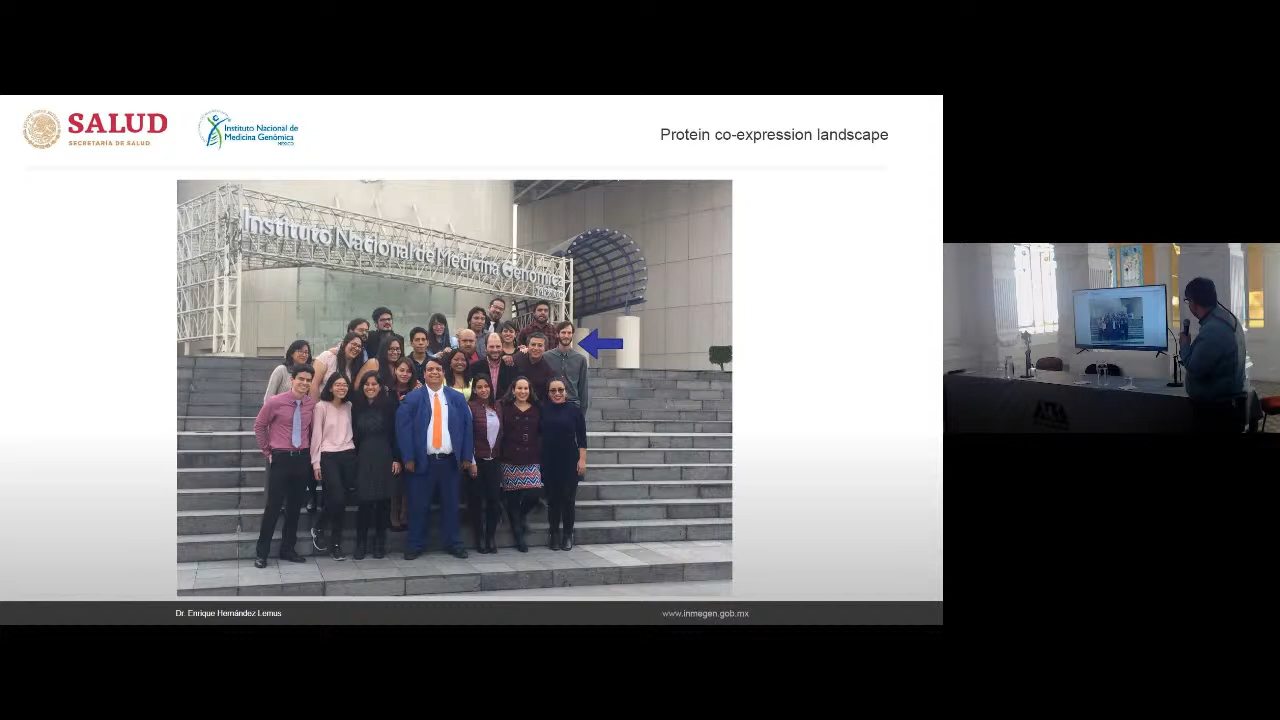 SALUD
SECRETARÍA DE SALUD
Instituto Nacional de
Medicina Genómica
MÉXICO
Protein co-expression landscape
Instituto Nacional de Medicina Genómica
Dr. Enrique Hernández Lemus
www.inmegen.gob.mx